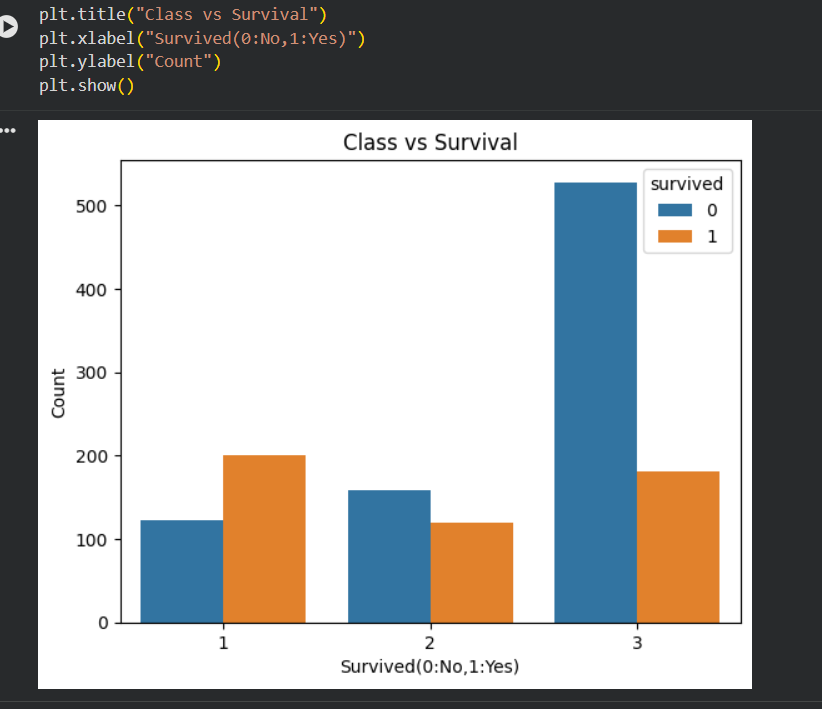 plt.title("Class vs Survival")
plt.xlabel("Survived(0:No,1:Yes)")
plt.ylabel("Count")
plt.show()
Class vs Survival
survived
0
1
500
400
300
200
100
0
Count
1 2 3
Survived(0:No,1:Yes)